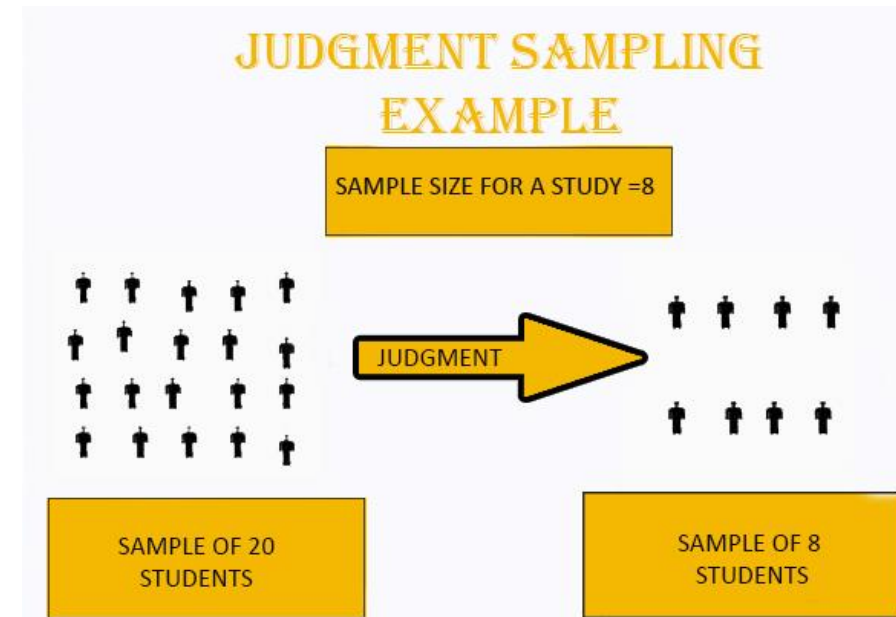 JUDGMENT SAMPLING
EXAMPLE
SAMPLE SIZE FOR A STUDY =8
JUDGMENT
SAMPLE OF 20
STUDENTS
SAMPLE OF 8
STUDENTS